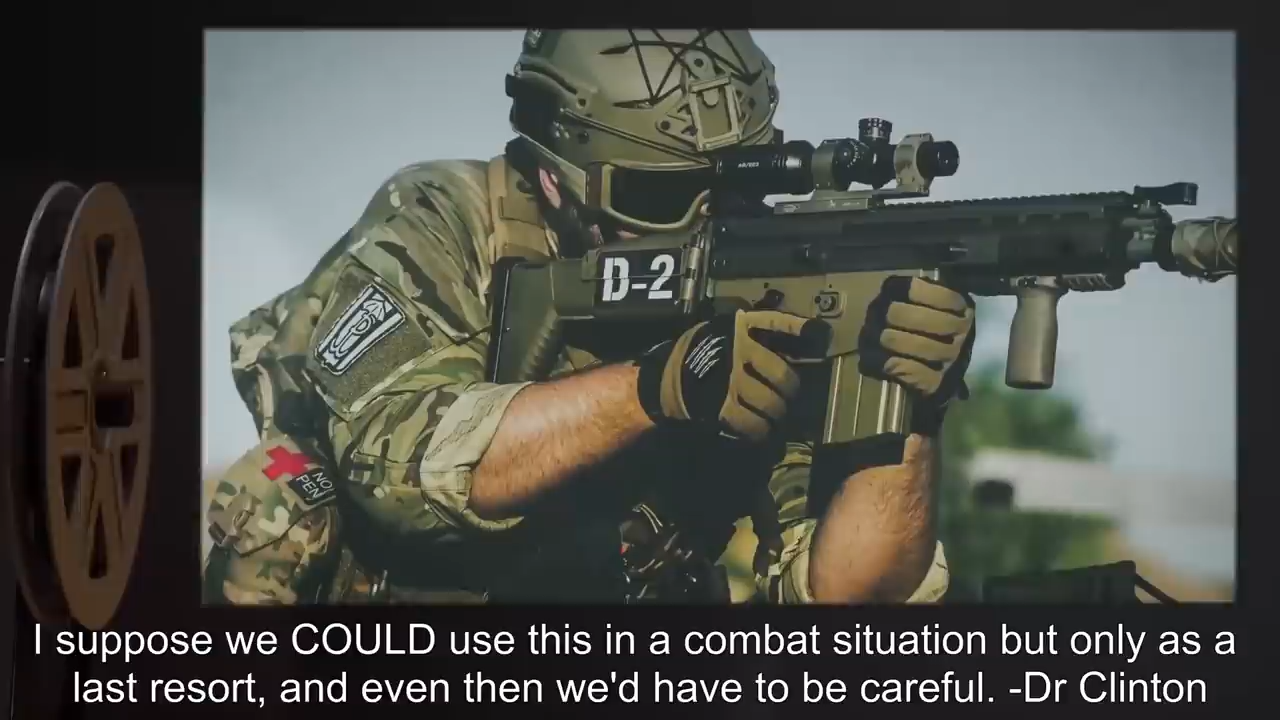 D-2
NO
PEN
I suppose we COULD use this in a combat situation but only as a
last resort, and even then we'd have to be careful. -Dr Clinton